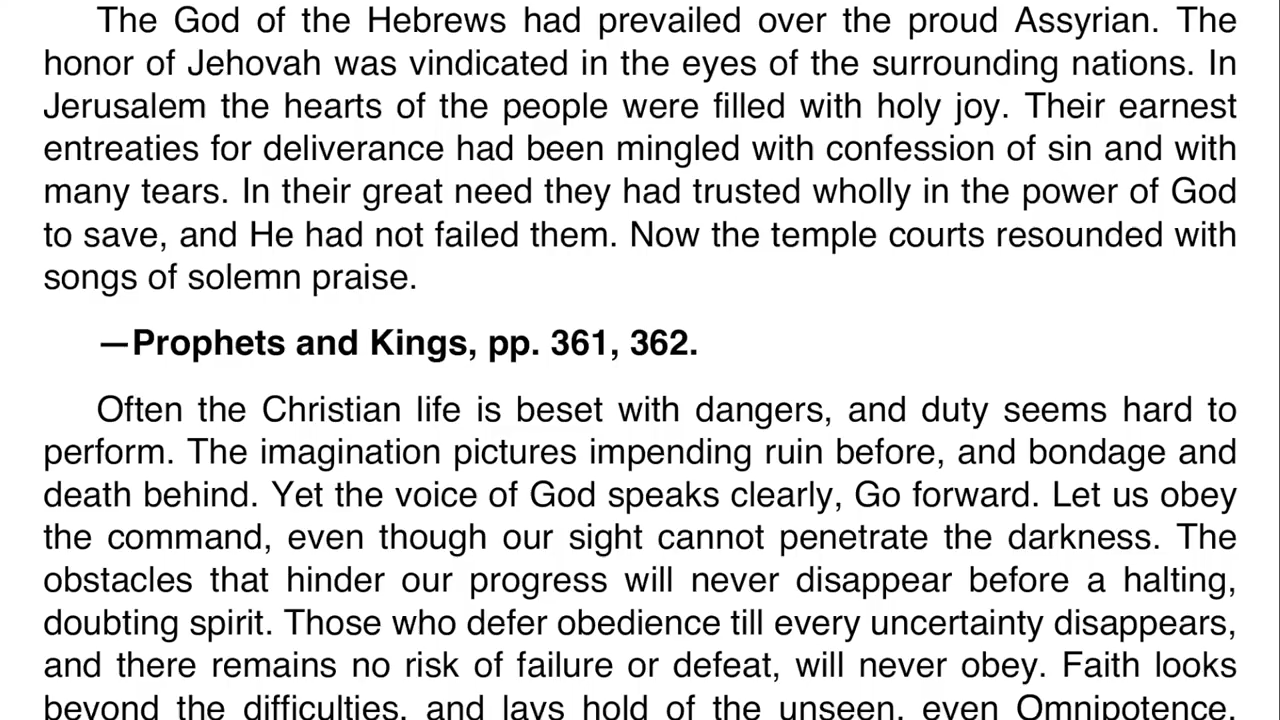 The God of the Hebrews had prevailed over the proud Assyrian. The
honor of Jehovah was vindicated in the eyes of the surrounding nations. In
Jerusalem the hearts of the people were filled with holy joy. Their earnest
entreaties for deliverance had been mingled with confession of sin and with
many tears. In their great need they had trusted wholly in the power of God
to save, and He had not failed them. Now the temple courts resounded with
songs of solemn praise.
—Prophets and Kings, pp. 361, 362.
Often the Christian life is beset with dangers, and duty seems hard to
perform. The imagination pictures impending ruin before, and bondage and
death behind. Yet the voice of God speaks clearly, Go forward. Let us obey
the command, even though our sight cannot penetrate the darkness. The
obstacles that hinder our progress will never disappear before a halting,
doubting spirit. Those who defer obedience till every uncertainty disappears,
and there remains no risk of failure or defeat, will never obey. Faith looks
beyond the difficulties, and lays hold of the unseen, even Omnipotence,